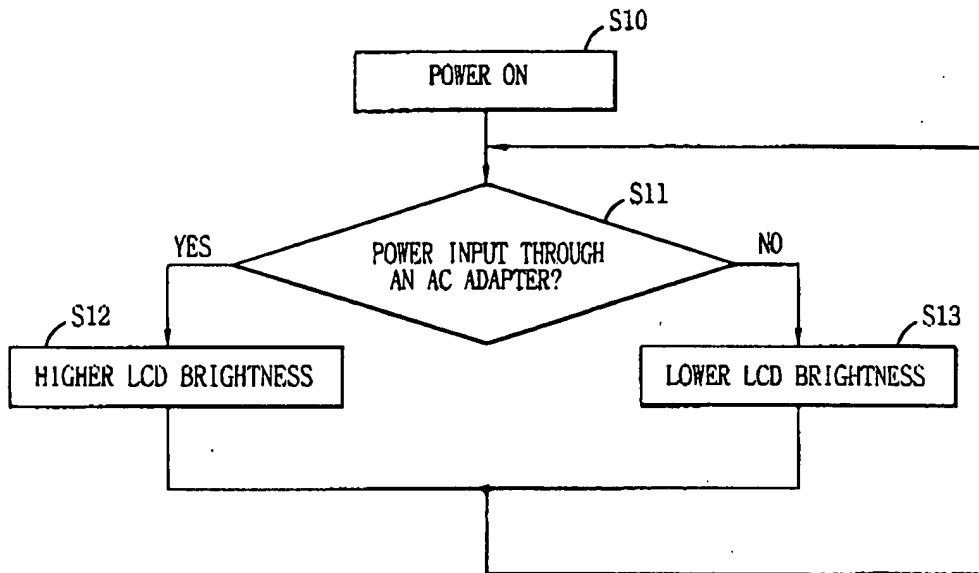 S10
POWER ON
S11
POWER INPUT THROUGH
AN AC ADAPTER?
YES
NO
S12
HIGHER LCD BRIGHTNESS
S13
LOWER LCD BRIGHTNESS